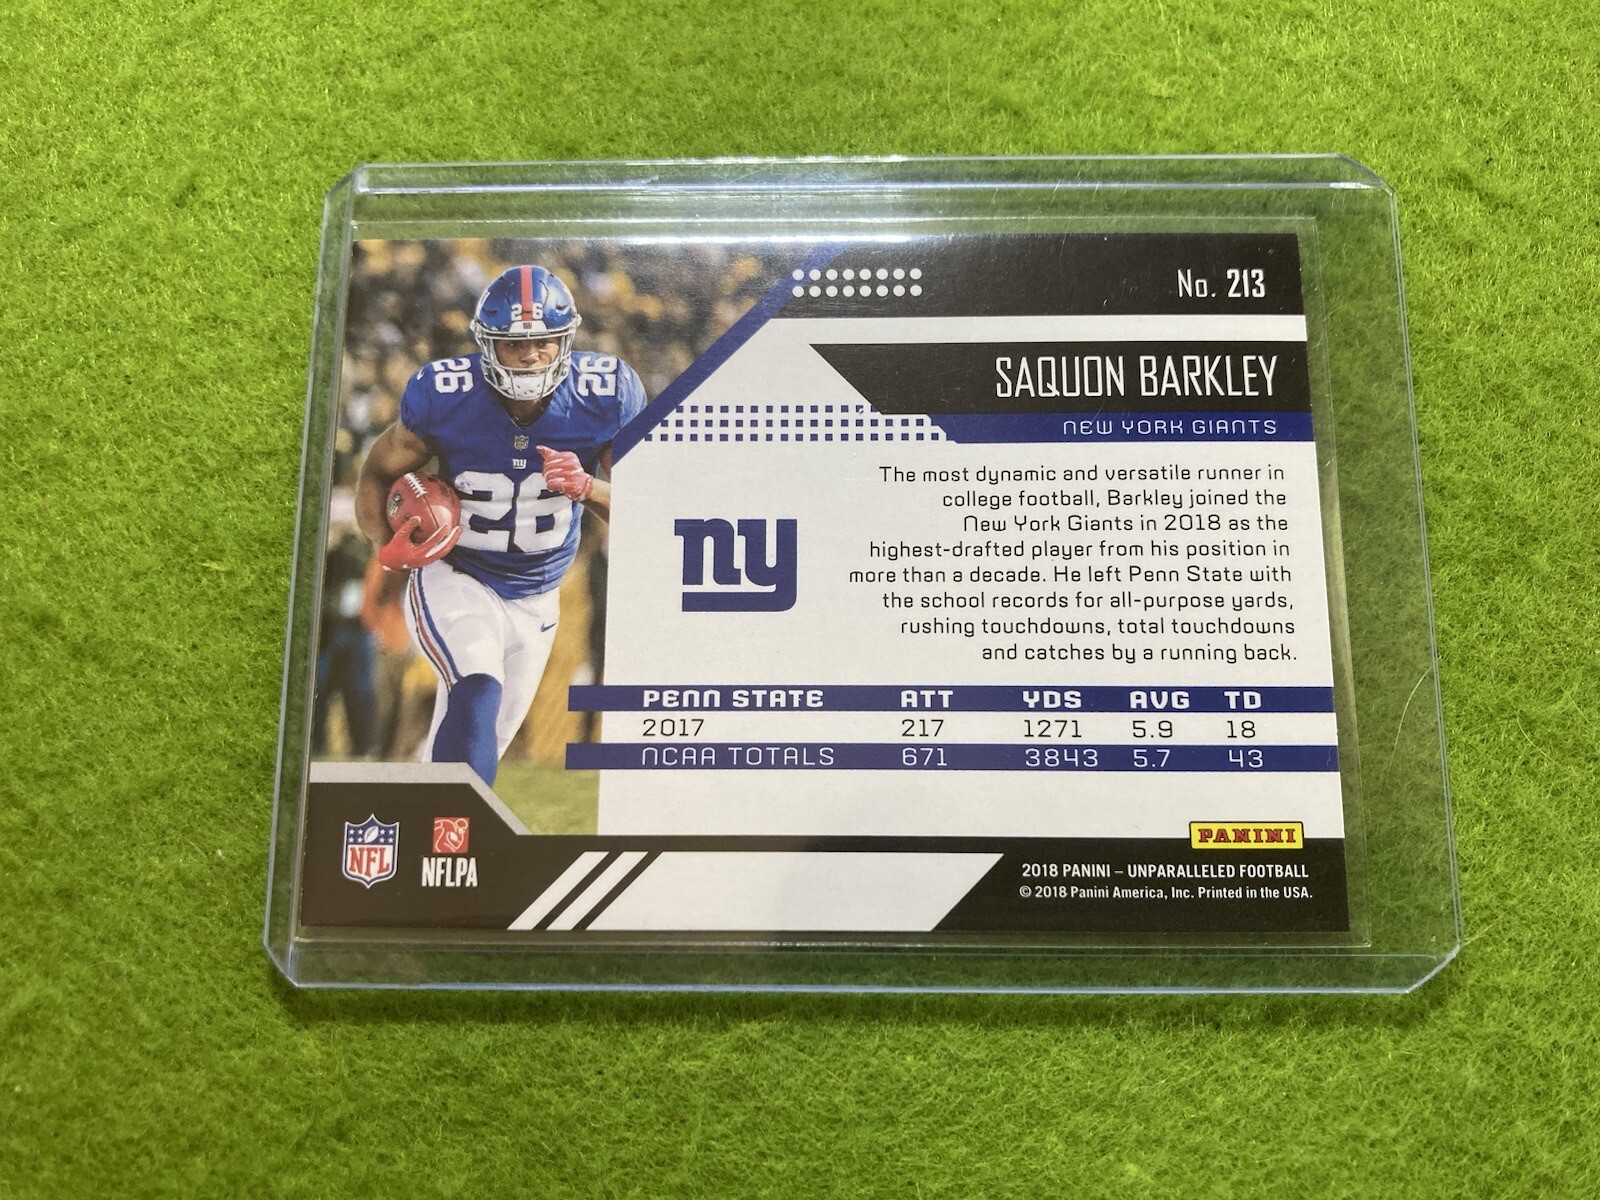 No. 213
SAQUON BARKLEY
NEW YORK GIANTS
The most dynamic and versatile runner in
college football, Barkley joined the
New York Giants in 2018 as the
highest-drafted player from his position in
more than a decade. He left Penn State with
the school records for all-purpose yards,
rushing touchdowns, total touchdowns
and catches by a running back.
26
26 26
ny
26
ny
PENN STATE ATT YDS AVG TD
2017 217 1271 5.9 18
NCAA TOTALS 671 3843 5.7 43
PANINI
NFL NFLPA
2018 PANINI – UNPARALLELED FOOTBALL
© 2018 Panini America, Inc. Printed in the USA.